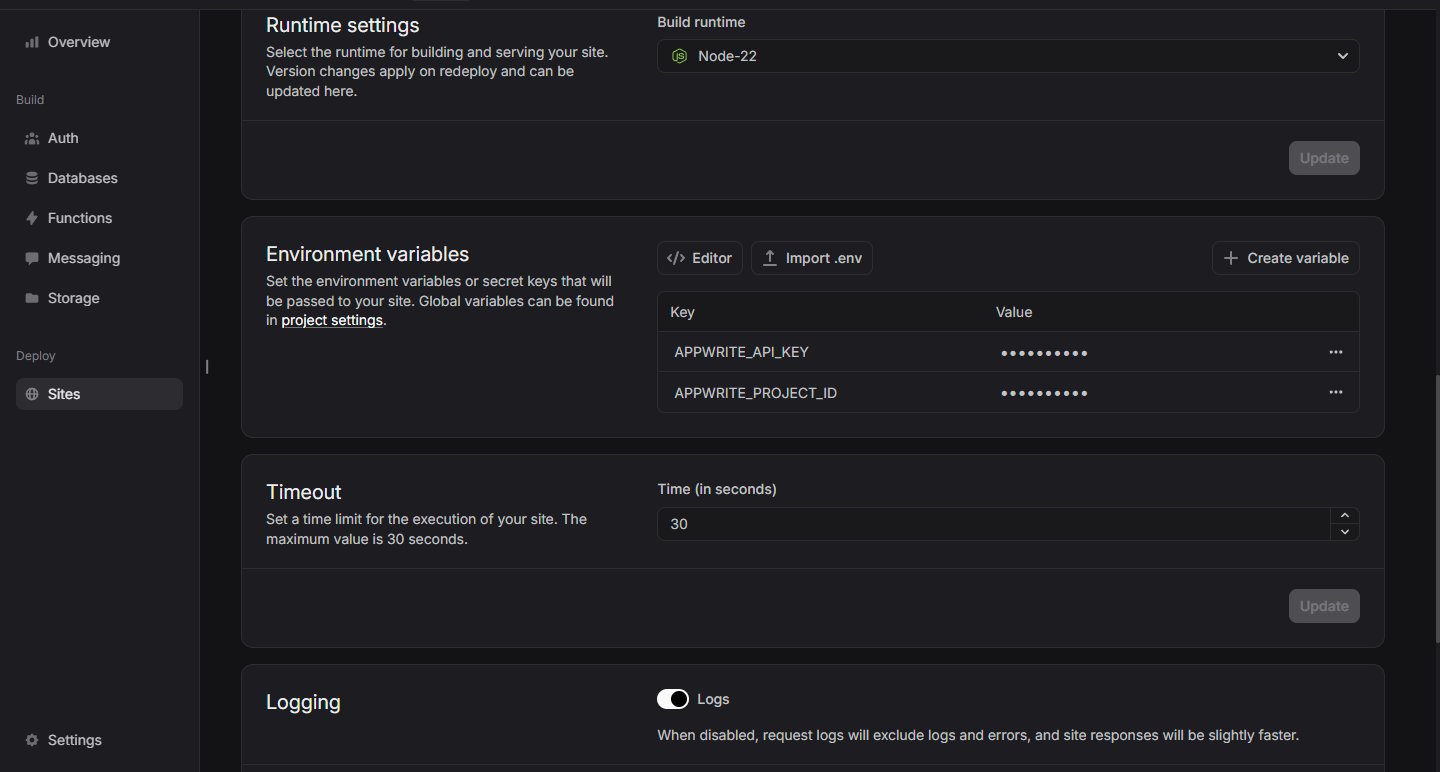 Overview
Build
Auth
Databases
Functions
Messaging
Storage
Deploy
Sites
Settings
Runtime settings
Select the runtime for building and serving your site.
Version changes apply on redeploy and can be
updated here.
Build runtime
Node-22
Update
Environment variables
Set the environment variables or secret keys that will
be passed to your site. Global variables can be found
in project settings.
</> Editor
Import .env
Create variable
Key Value
APPWRITE_API_KEY ••••••••••
APPWRITE_PROJECT_ID ••••••••••
Timeout
Set a time limit for the execution of your site. The
maximum value is 30 seconds.
Time (in seconds)
30
Update
Logging
Logs
When disabled, request logs will exclude logs and errors, and site responses will be slightly faster.